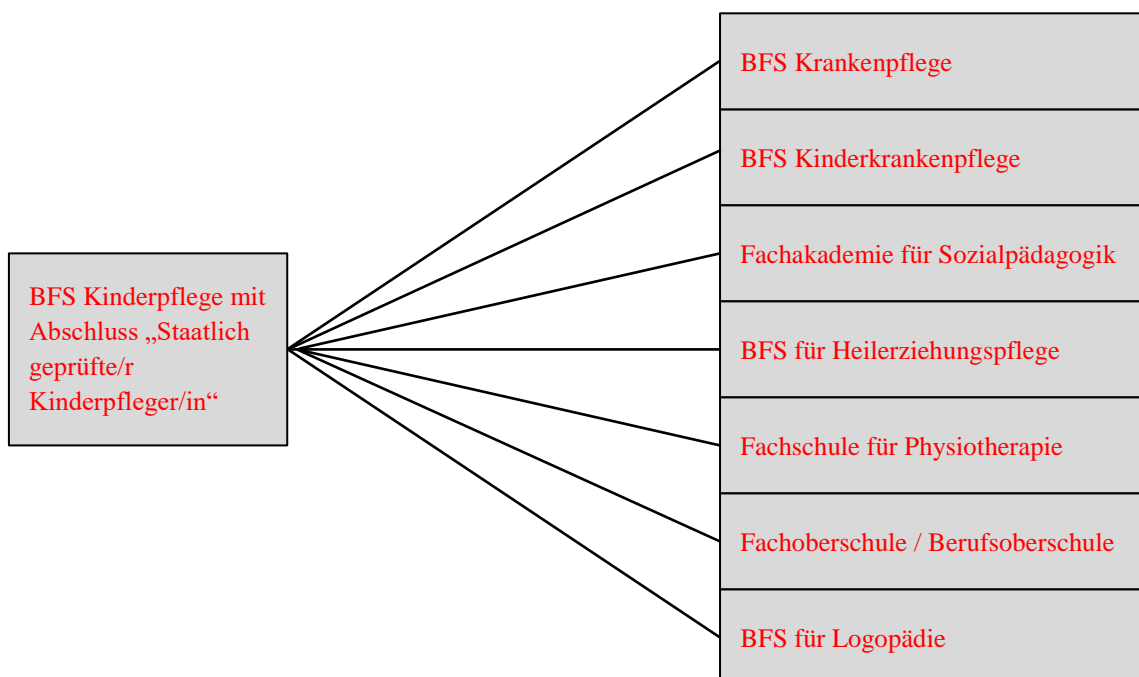 BFS Kinderpflege mit
Abschluss „Staatlich
geprüfte/r
Kinderpfleger/in“
BFS Krankenpflege
BFS Kinderkrankenpflege
Fachakademie für Sozialpädagogik
BFS für Heilerziehungspflege
Fachschule für Physiotherapie
Fachoberschule / Berufsoberschule
BFS für Logopädie